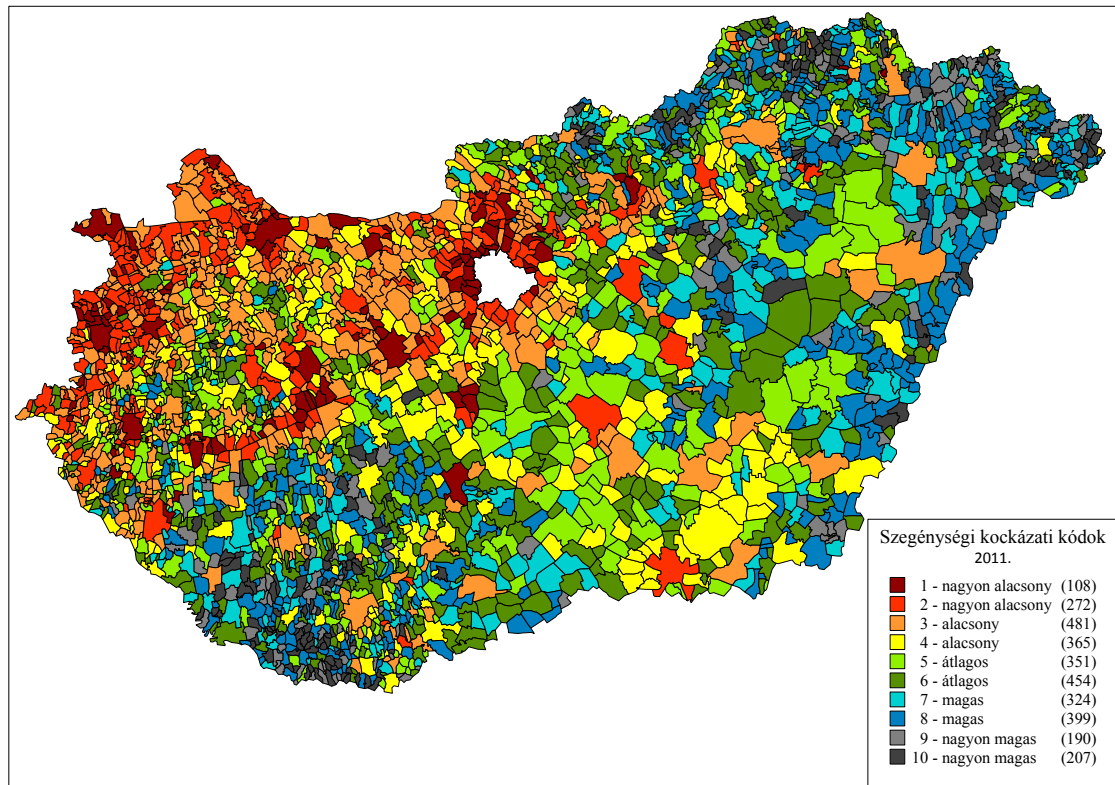 Szegénységi kockázati kódok
2011.
1 - nagyon alacsony (108)
2 - nagyon alacsony (272)
3 - alacsony (481)
4 - alacsony (365)
5 - átlagos (351)
6 - átlagos (454)
7 - magas (324)
8 - magas (399)
9 - nagyon magas (190)
10 - nagyon magas (207)